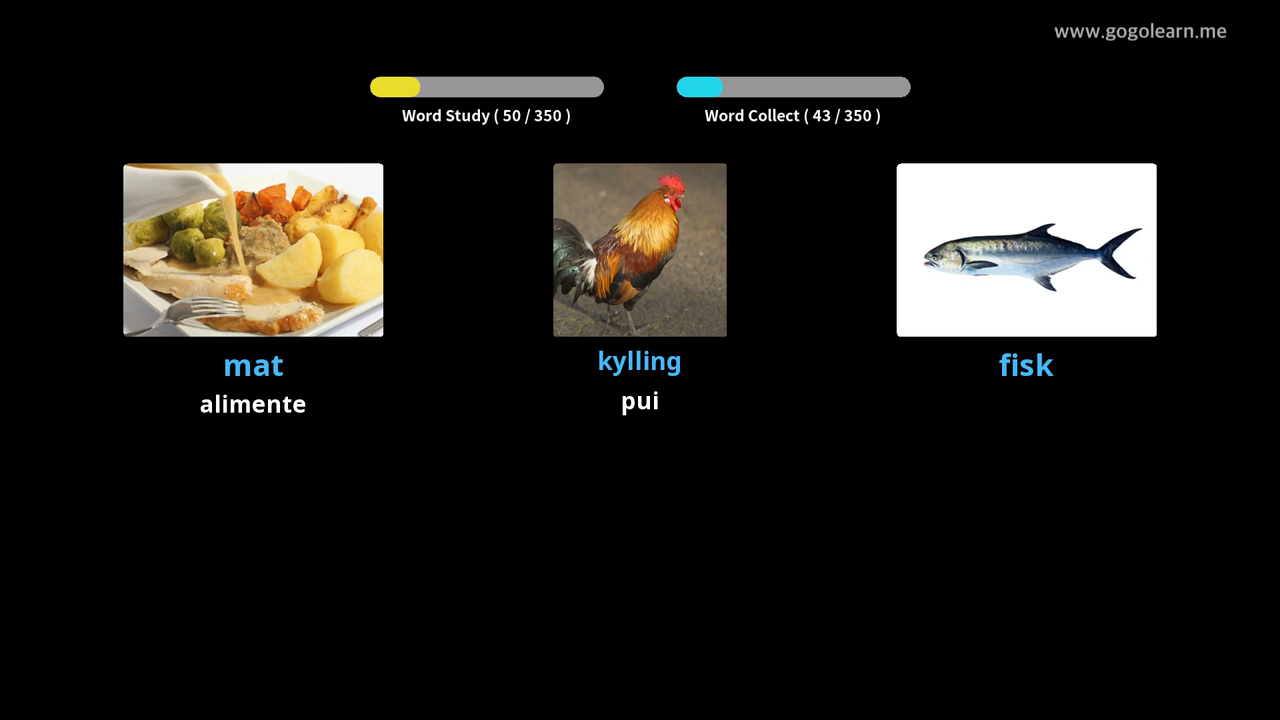 www.gogolearn.me
Word Study ( 50 / 350 )
Word Collect ( 43 / 350 )
mat
kylling
fisk
alimente
pui